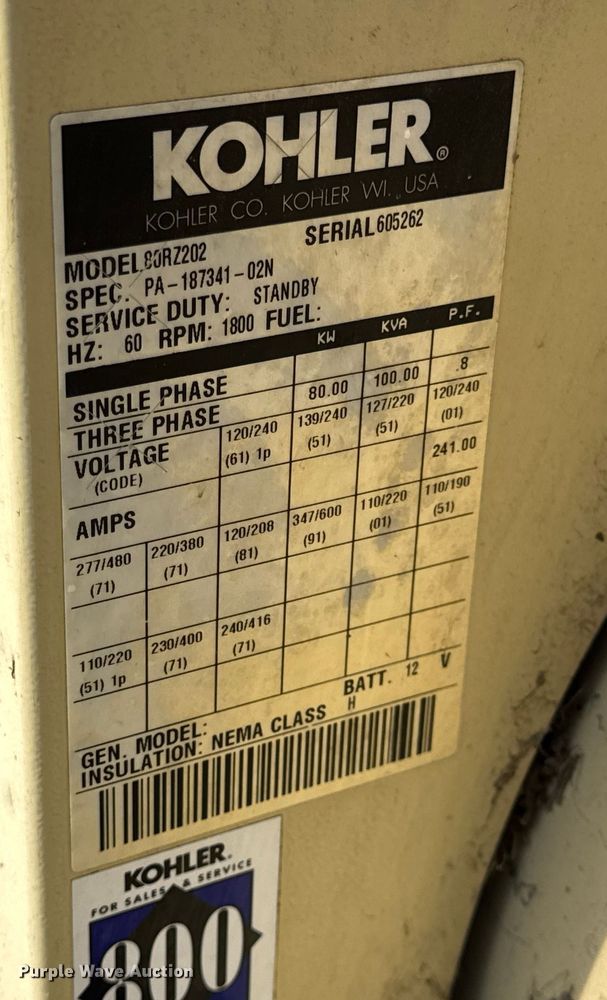 KOHLER®
KOHLER CO. KOHLER WI. USA
MODEL 80RZ202 SERIAL 605262
SPEC. PA-187341-02N
SERVICE DUTY: STANDBY
HZ: 60 RPM: 1800 FUEL:
KW KVA P.F.
SINGLE PHASE
THREE PHASE 80.00 100.00 .8
VOLTAGE 120/240 139/240 127/220 120/240
(CODE) (61) 1p (51) (51) (01)
AMPS 241.00
277/480 220/380 120/208 347/600 110/220 110/190
(71) (71) (81) (91) (01) (51)
110/220 230/400 240/416
(51) 1p (71) (71)
GEN. MODEL: BATT. 12 V
INSULATION: NEMA CLASS H
KOHLER.
FOR SALES & SERVICE
800
Purple Wave Auction